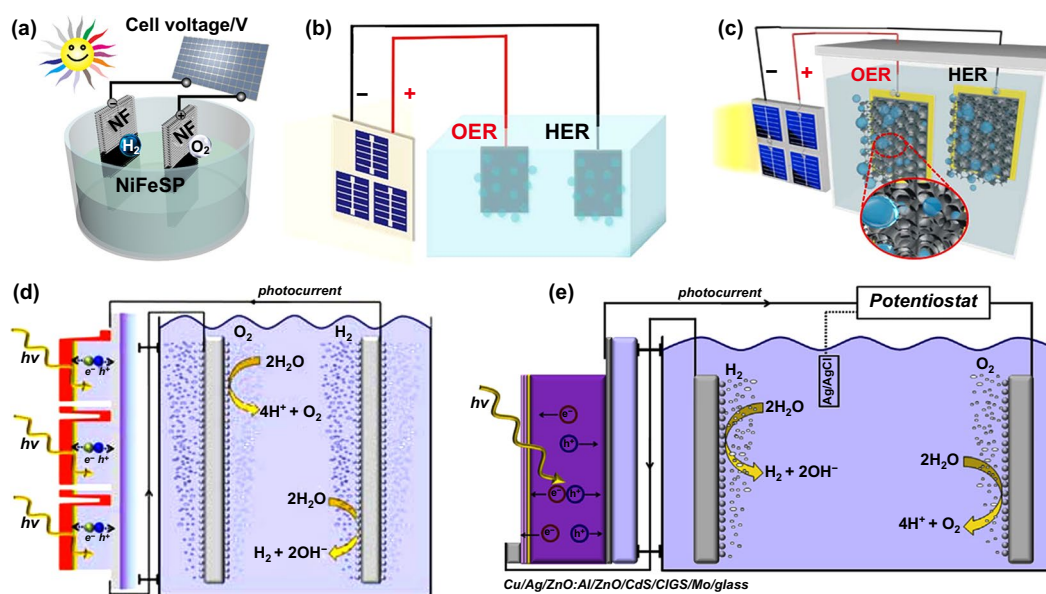 (a)
Cell voltage/V
−
+
NF
NF
H₂
O₂
NiFeSP
(b)
−
+
OER
HER
(c)
−
+
OER
HER
(d)
photocurrent
hv
e⁻ h⁺
hv
e⁻ h⁺
hv
e⁻ h⁺
O₂
H₂
2H₂O
4H⁺ + O₂
2H₂O
H₂ + 2OH⁻
(e)
photocurrent
Potentiostat
Ag/AgCl
hv
e⁻
h⁺
e⁻
h⁺
e⁻
h⁺
H₂
O₂
2H₂O
H₂ + 2OH⁻
2H₂O
4H⁺ + O₂
Cu/Ag/ZnO:Al/ZnO/CdS/CIGS/Mo/glass